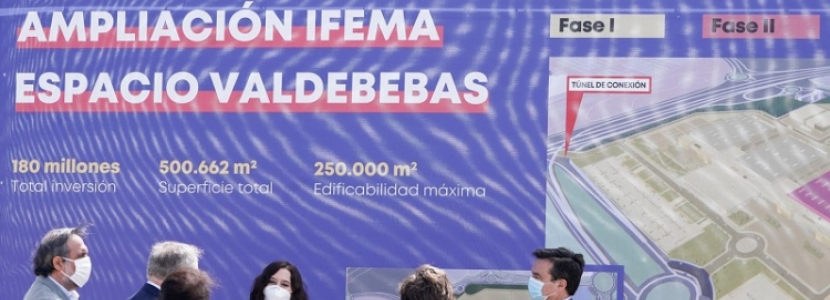 AMPLIACIÓN IFEMA
Fase I
Fase II
ESPACIO VALDEBEBAS
TÚNEL DE CONEXIÓN
180 millones
Total inversión
500.662 m²
Superficie total
250.000 m²
Edificabilidad máxima